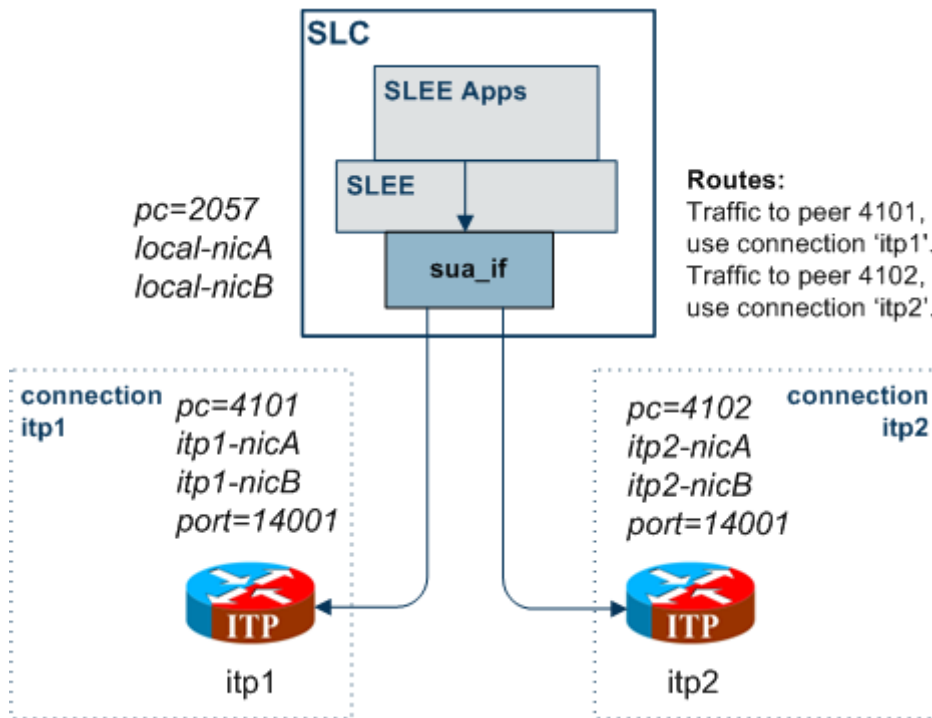 SLC
SLEE Apps
SLEE
sua_if
pc=2057
local-nicA
local-nicB
Routes:
Traffic to peer 4101,
use connection ‘itp1’.
Traffic to peer 4102,
use connection ‘itp2’.
connection
itp1
pc=4101
itp1-nicA
itp1-nicB
port=14001
ITP
itp1
connection
itp2
pc=4102
itp2-nicA
itp2-nicB
port=14001
ITP
itp2